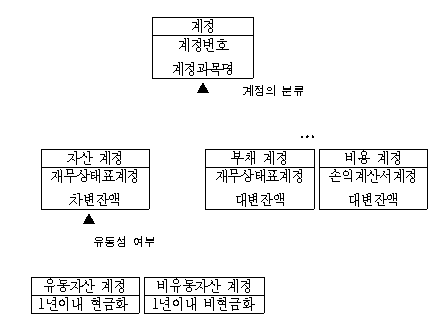 계정
계정번호
계정과목명
계정의 분류
...
자산 계정
재무상태표계정
차변잔액
부채 계정
재무상태표계정
대변잔액
비용 계정
손익계산서계정
대변잔액
유동성 여부
유동자산 계정
1년이내 현금화
비유동자산 계정
1년이내 비현금화